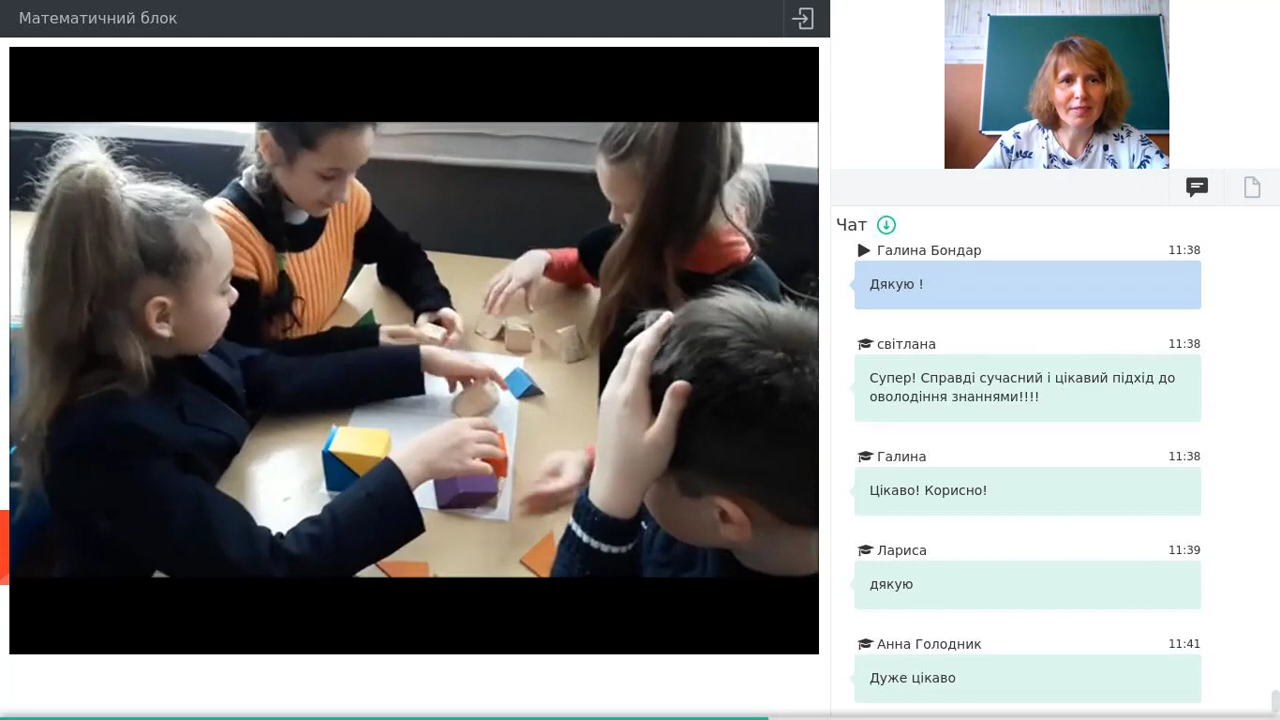 Математичний блок
Чат
Галина Бондар 11:38
Дякую !
світлана 11:38
Супер! Справді сучасний і цікавий підхід до
оволодіння знаннями!!!!
Галина 11:38
Цікаво! Корисно!
Лариса 11:39
дякую
Анна Голодник 11:41
Дуже цікаво